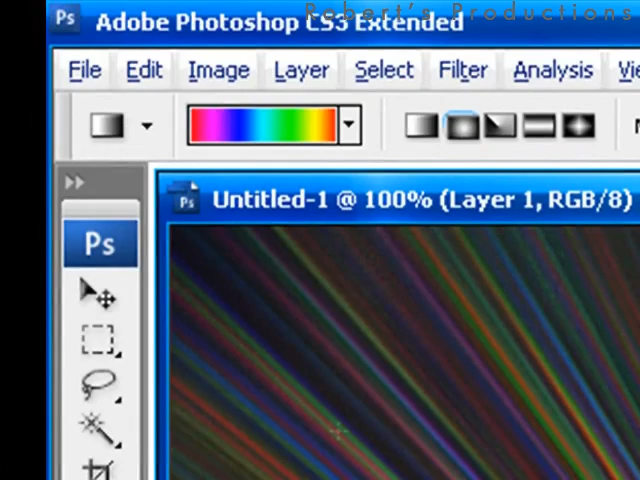 Robert's Productions
Ps Adobe Photoshop CS3 Extended
File Edit Image Layer Select Filter Analysis
Ps Untitled-1 @ 100% (Layer 1, RGB/8)
Ps